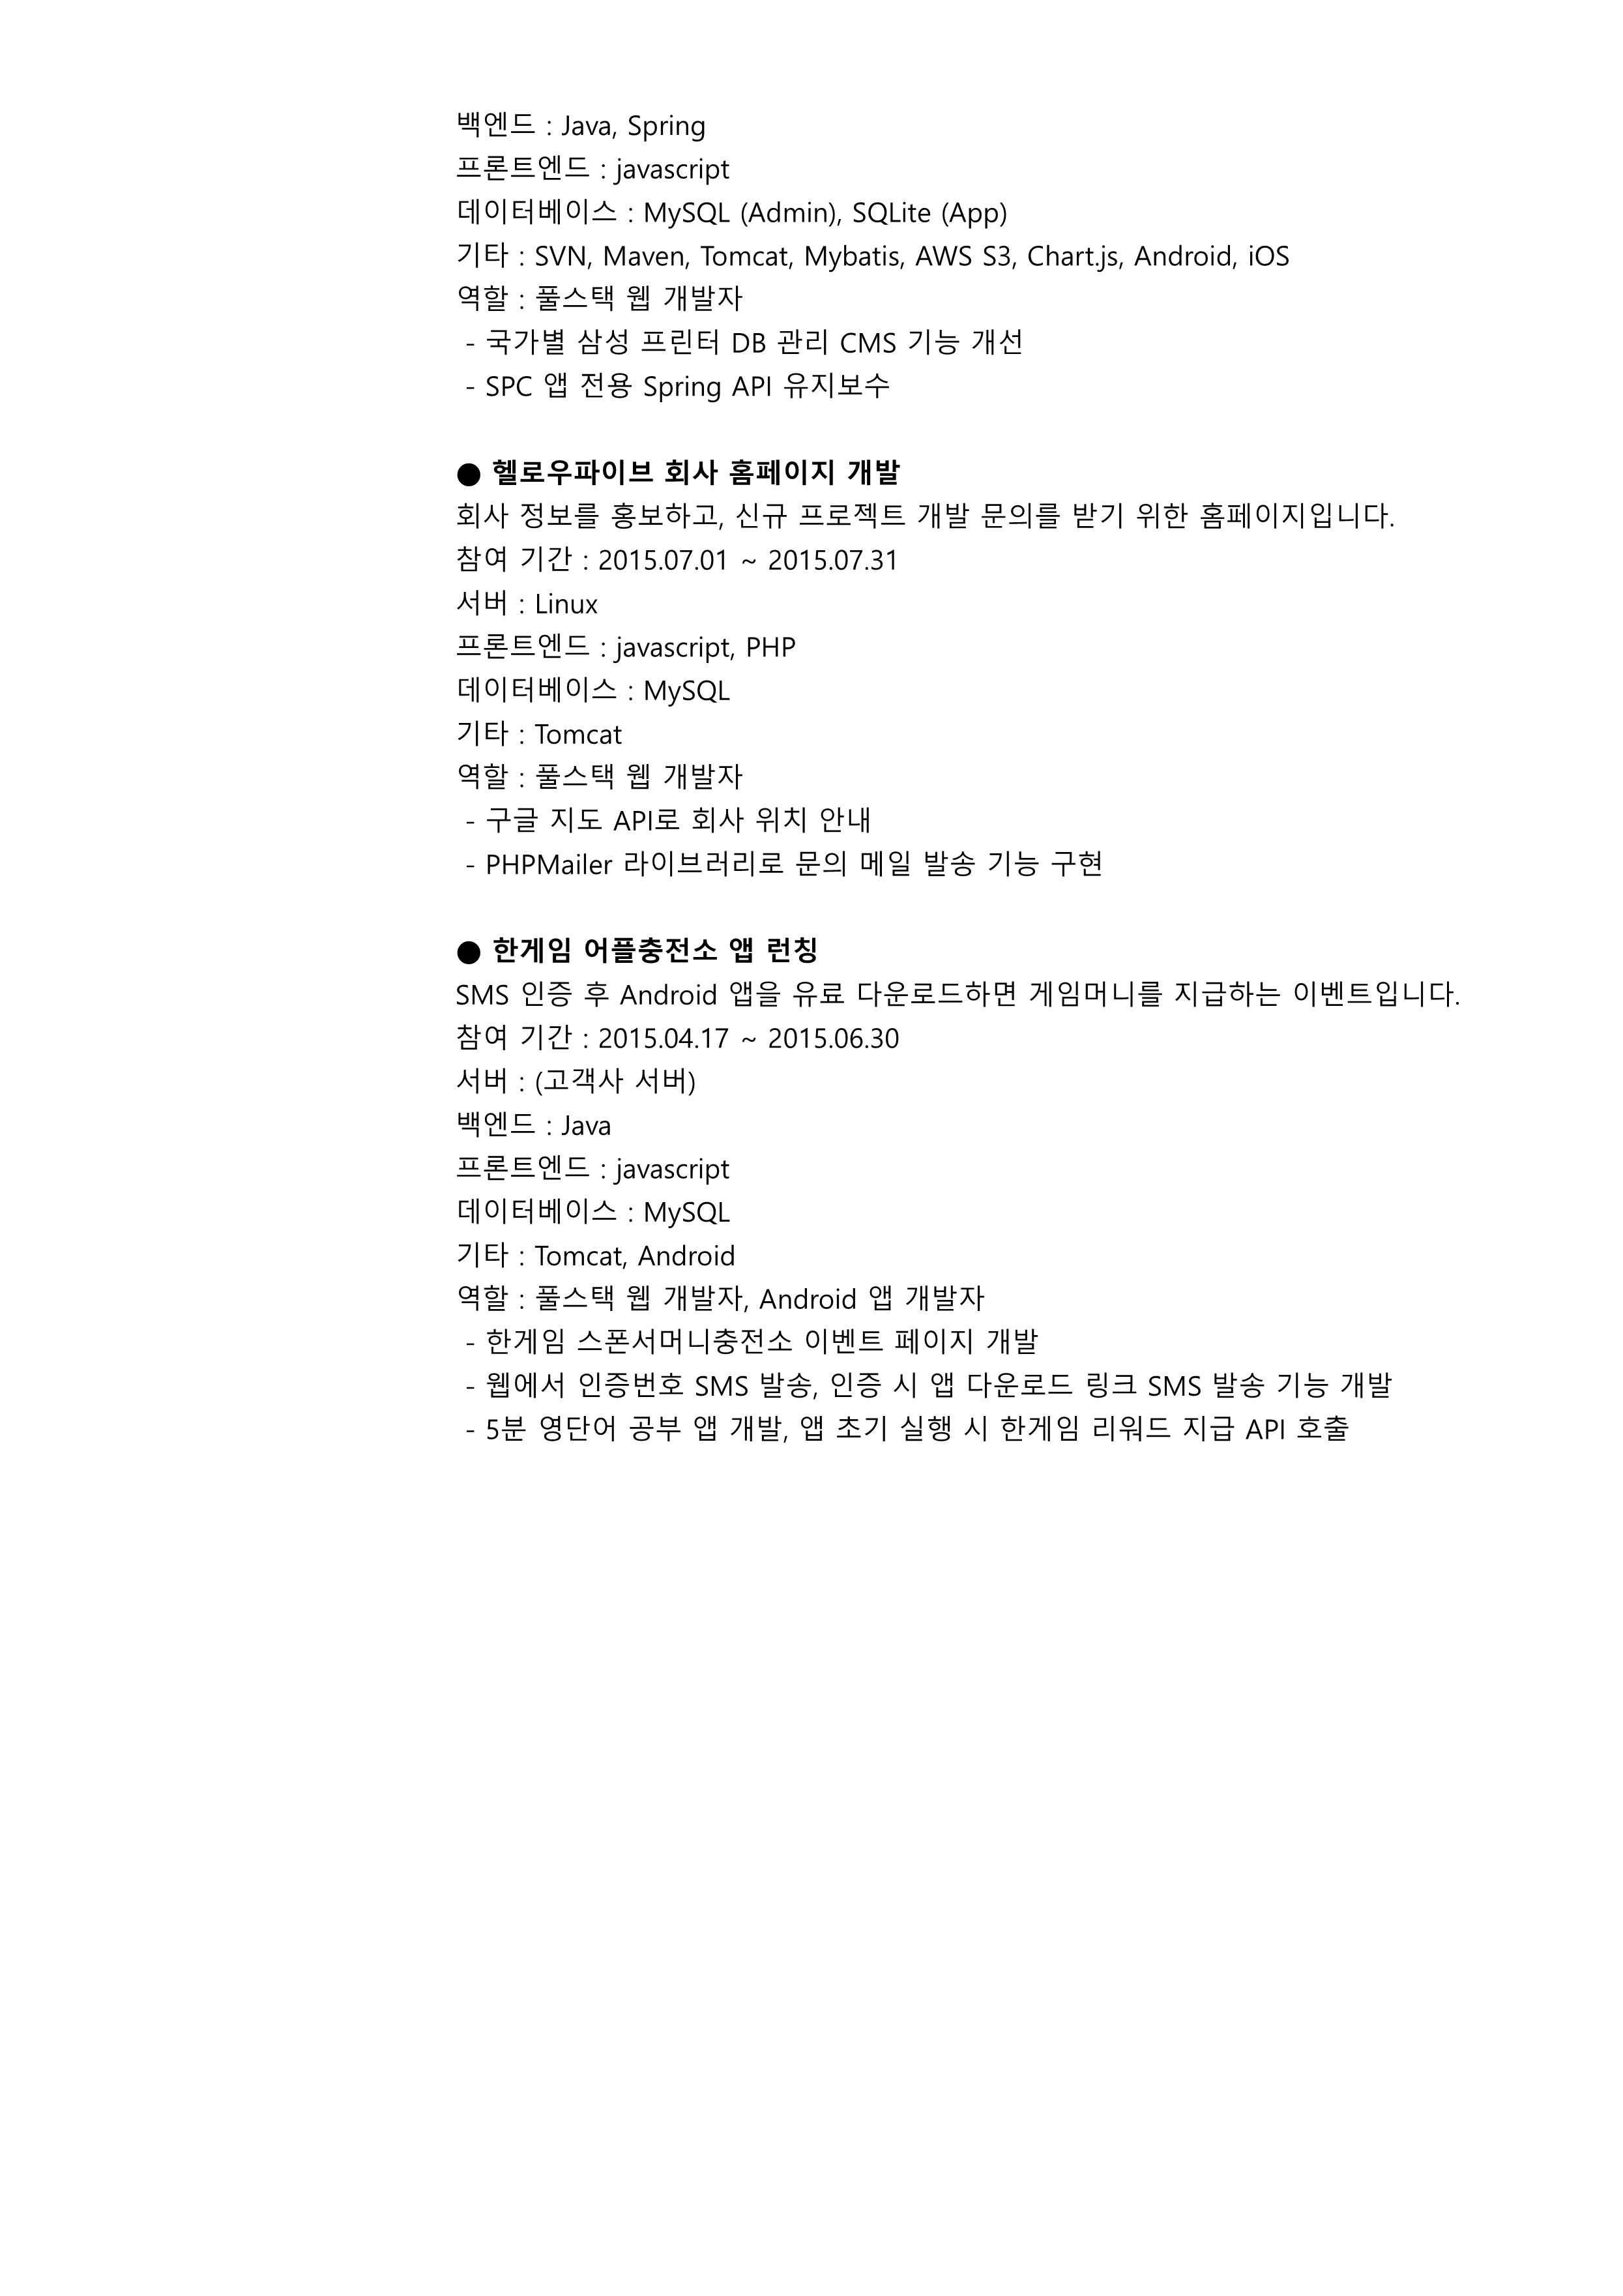 백엔드 : Java, Spring
프론트엔드 : javascript
데이터베이스 : MySQL (Admin), SQLite (App)
기타 : SVN, Maven, Tomcat, Mybatis, AWS S3, Chart.js, Android, iOS
역할 : 풀스택 웹 개발자
- 국가별 삼성 프린터 DB 관리 CMS 기능 개선
- SPC 앱 전용 Spring API 유지보수
● 헬로우파이브 회사 홈페이지 개발
회사 정보를 홍보하고, 신규 프로젝트 개발 문의를 받기 위한 홈페이지입니다.
참여 기간 : 2015.07.01 ~ 2015.07.31
서버 : Linux
프론트엔드 : javascript, PHP
데이터베이스 : MySQL
기타 : Tomcat
역할 : 풀스택 웹 개발자
- 구글 지도 API로 회사 위치 안내
- PHPMailer 라이브러리로 문의 메일 발송 기능 구현
● 한게임 어플충전소 앱 런칭
SMS 인증 후 Android 앱을 유료 다운로드하면 게임머니를 지급하는 이벤트입니다.
참여 기간 : 2015.04.17 ~ 2015.06.30
서버 : (고객사 서버)
백엔드 : Java
프론트엔드 : javascript
데이터베이스 : MySQL
기타 : Tomcat, Android
역할 : 풀스택 웹 개발자, Android 앱 개발자
- 한게임 스폰서머니충전소 이벤트 페이지 개발
- 웹에서 인증번호 SMS 발송, 인증 시 앱 다운로드 링크 SMS 발송 기능 개발
- 5분 영단어 공부 앱 개발, 앱 초기 실행 시 한게임 리워드 지급 API 호출